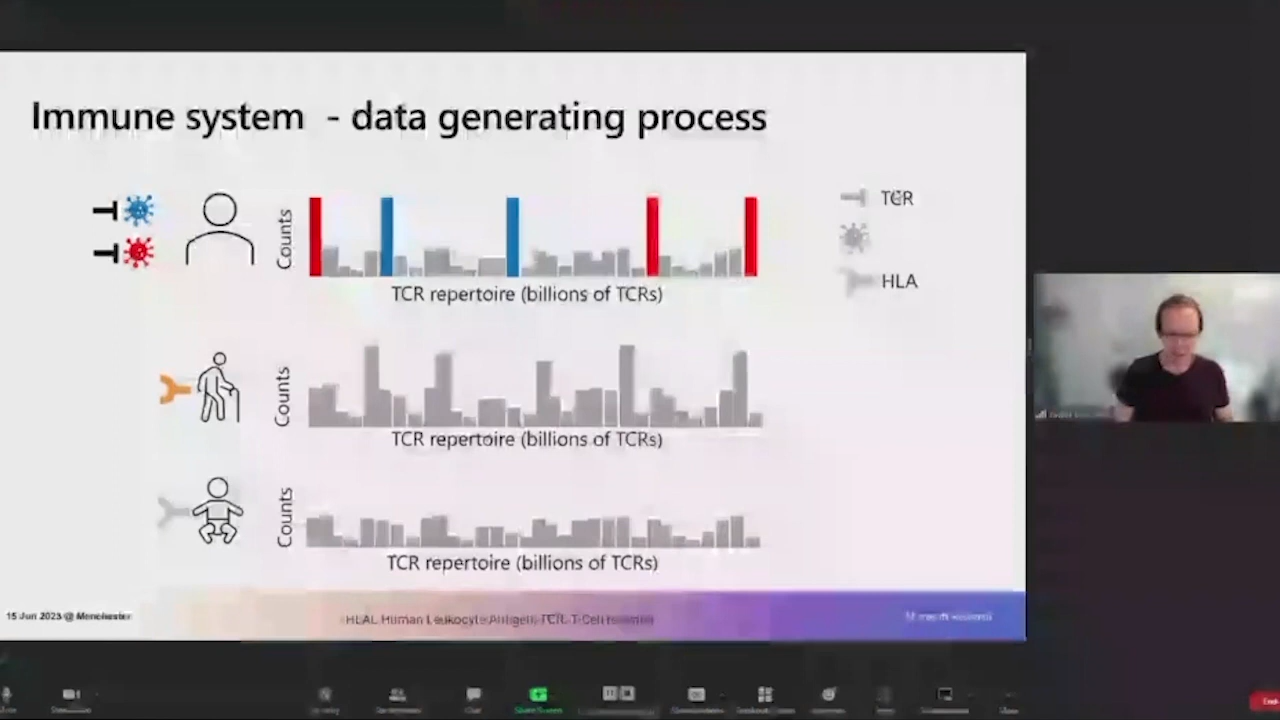 Immune system - data generating process
Counts
TCR repertoire (billions of TCRs)
TCR
HLA
Counts
TCR repertoire (billions of TCRs)
Counts
TCR repertoire (billions of TCRs)
15 Jun 2023 @ Manchester
HLA: Human Leukocyte Antigen, TCR: T-Cell receptor